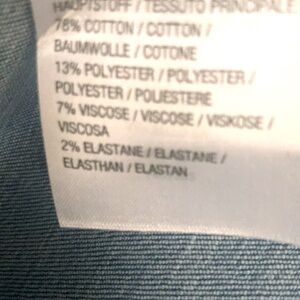 HAUPTSTOFF / TESSUTO PRINCIPALE
78% COTTON / COTTON /
BAUMWOLLE / COTONE
13% POLYESTER / POLYESTER /
POLYESTER / POLIESTERE
7% VISCOSE / VISCOSE / VISKOSE /
VISCOSA
2% ELASTANE / ELASTANE /
ELASTHAN / ELASTAN